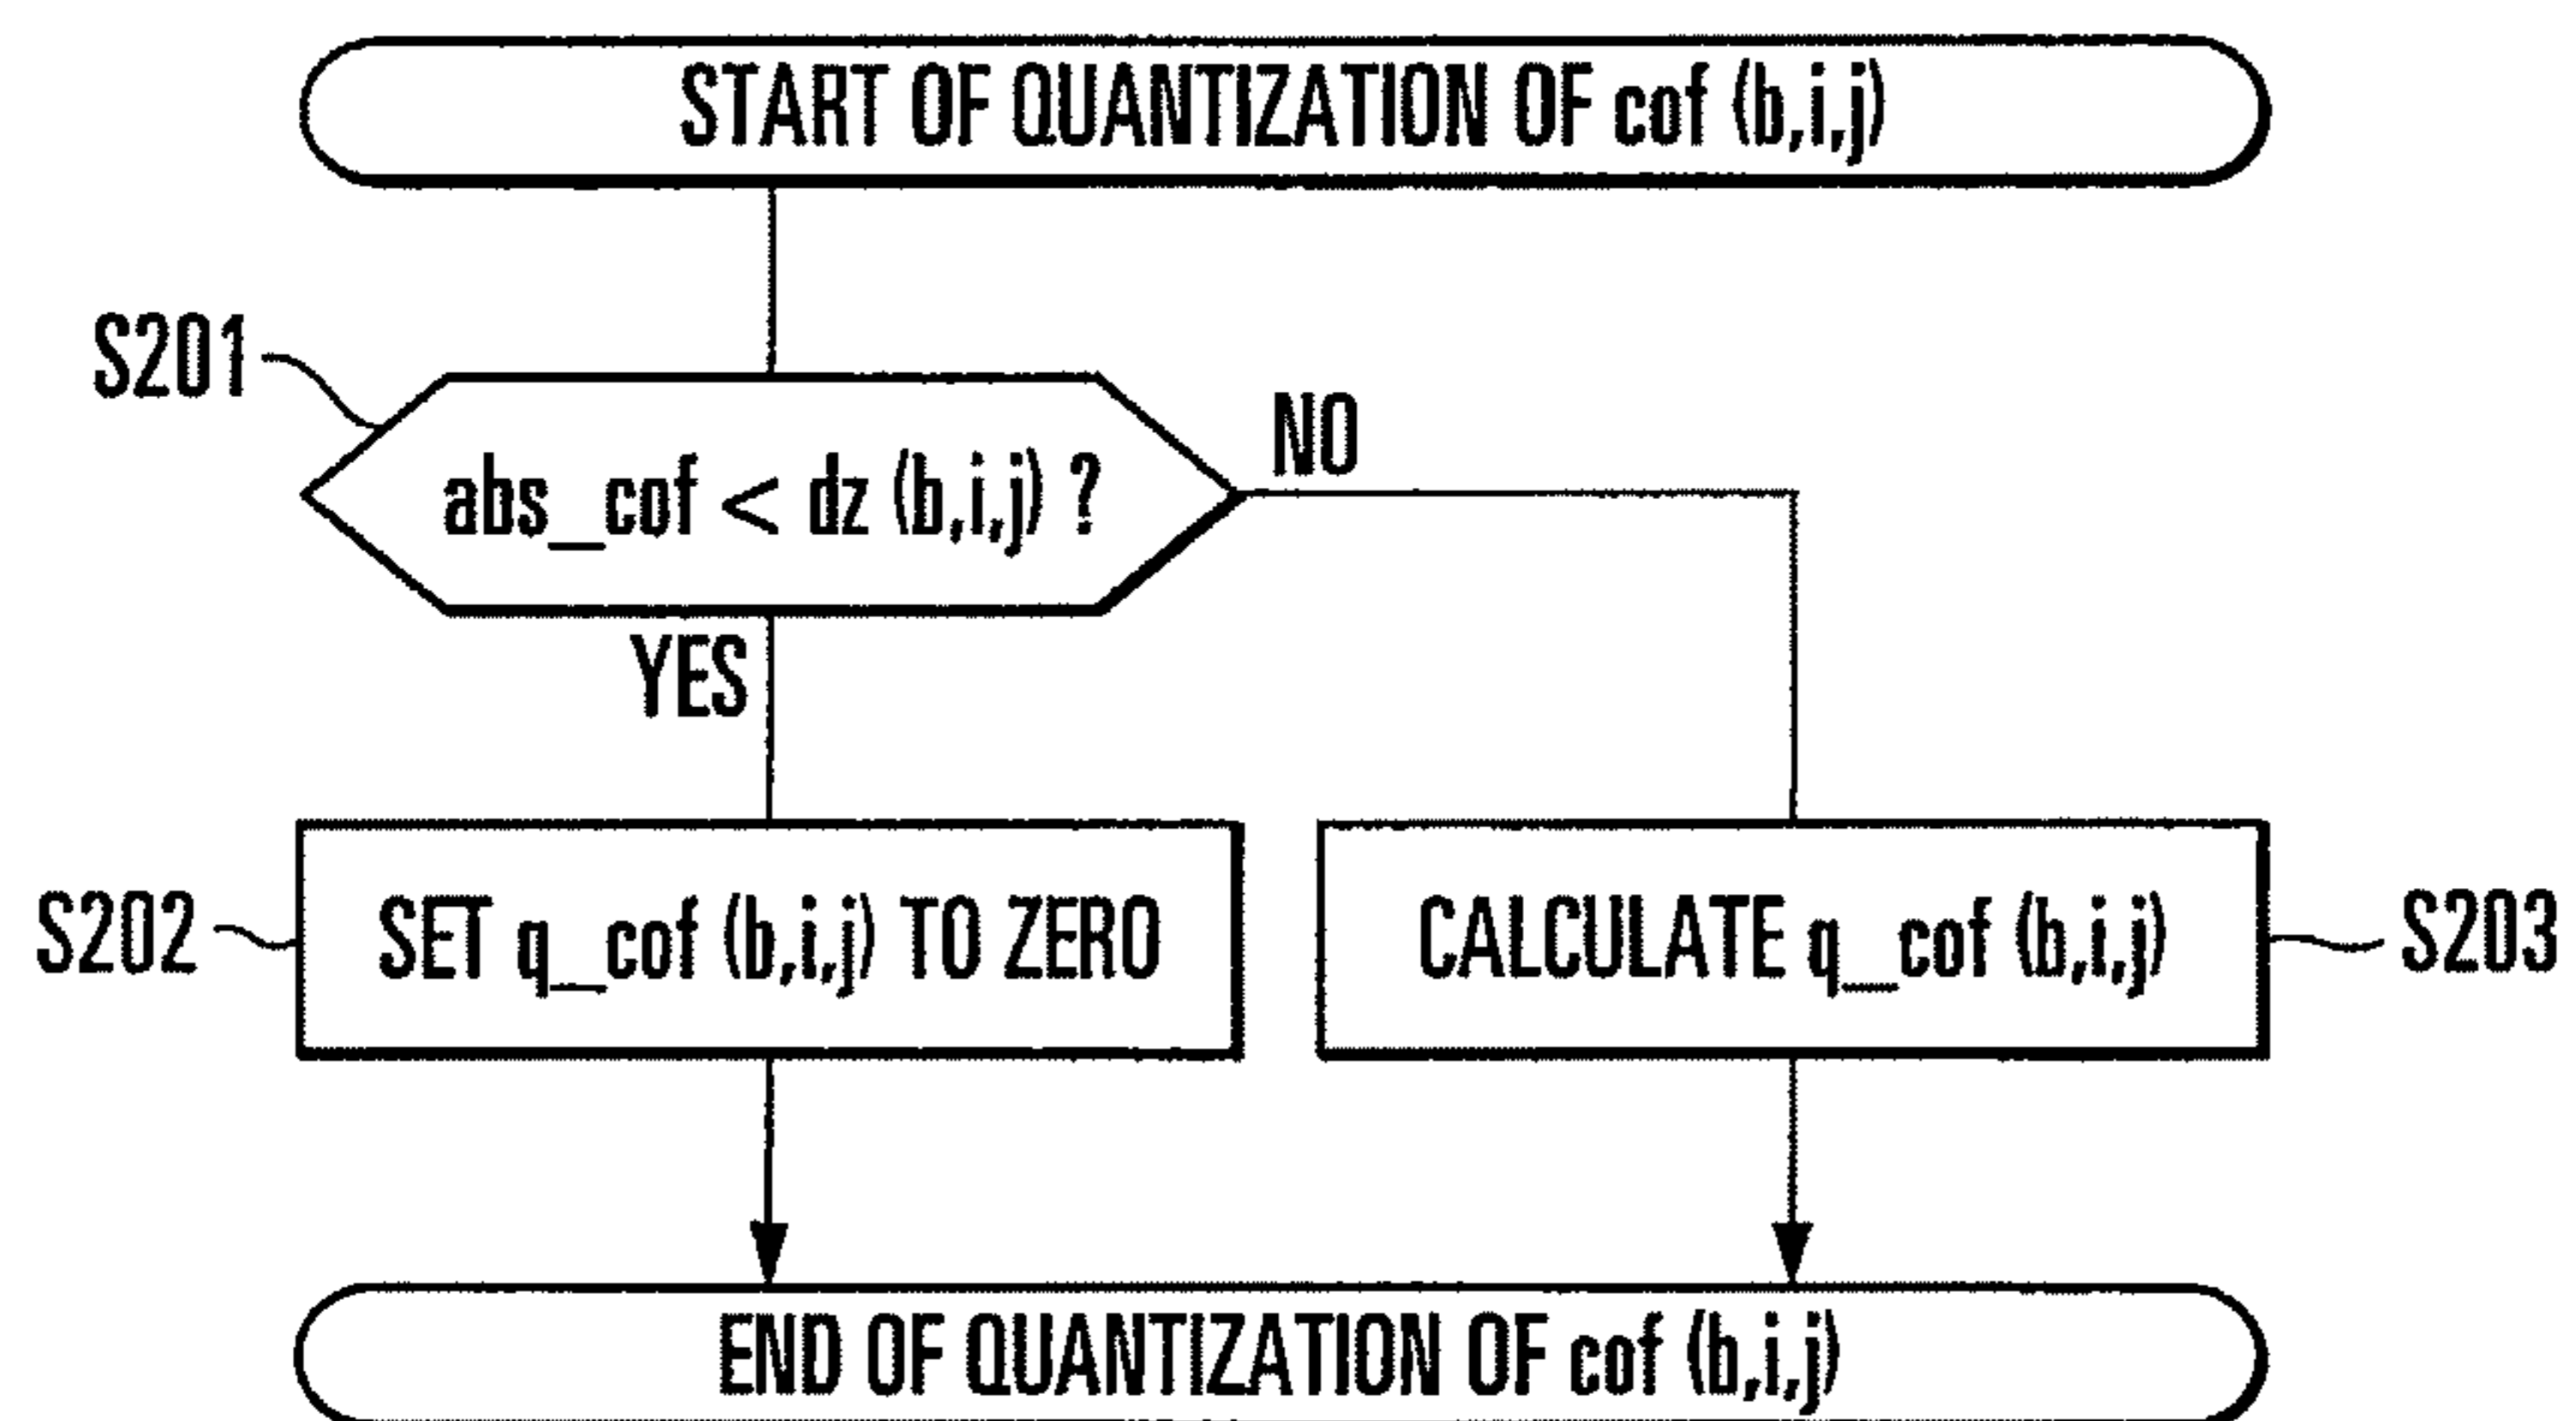 START OF QUANTIZATION OF cof (b,i,j)
S201
NO
abs_cof < dz (b,i,j) ?
YES
S202
SET q_cof (b,i,j) TO ZERO
CALCULATE q_cof (b,i,j)
S203
END OF QUANTIZATION OF cof (b,i,j)